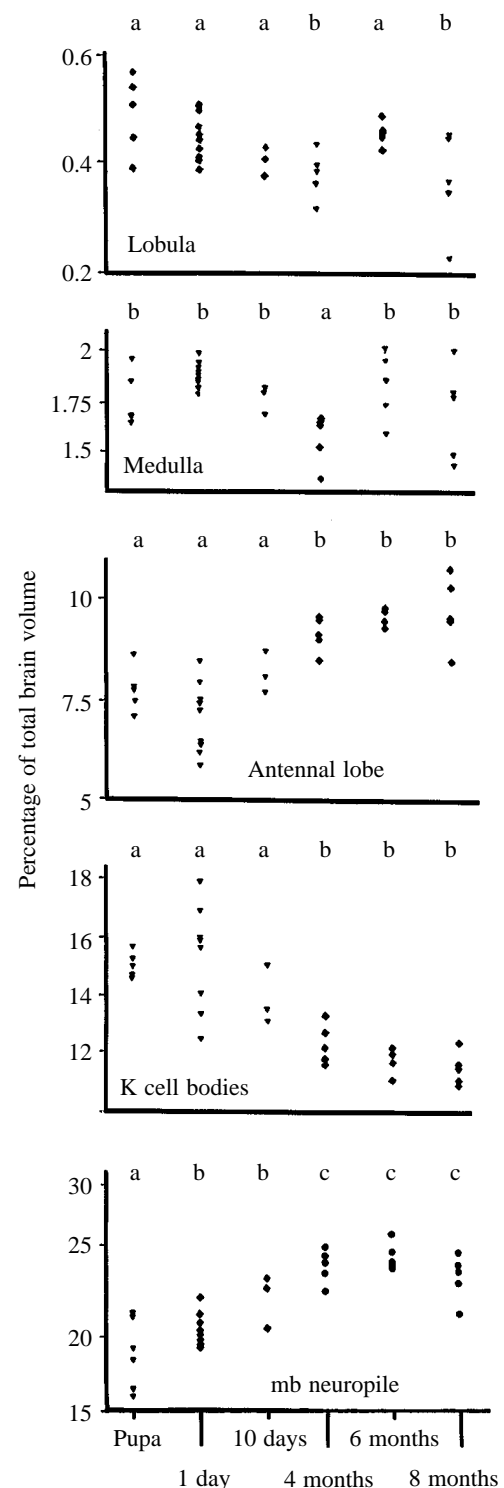 a a a b a b
0.6
0.4
0.2
Lobula
b b b a b b
2
1.75
1.5
Medulla
a a a b b b
10
7.5
5
Antennal lobe
Percentage of total brain volume
a a a b b b
18
16
14
12
K cell bodies
a b b c c c
30
25
20
15
mb neuropile
Pupa 10 days 6 months
1 day 4 months 8 months